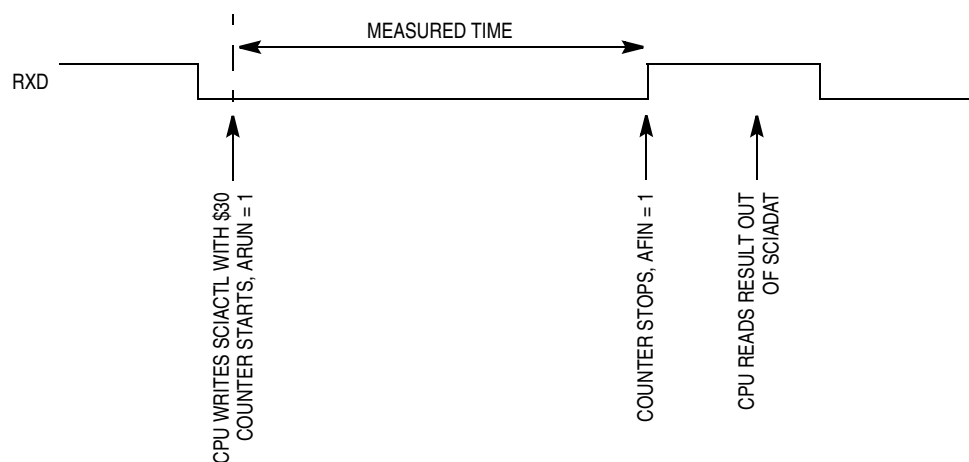 MEASURED TIME
RXD
CPU WRITES SCIACTL WITH $30
COUNTER STARTS, ARUN = 1
COUNTER STOPS, AFIN = 1
CPU READS RESULT OUT
OF SCIADAT